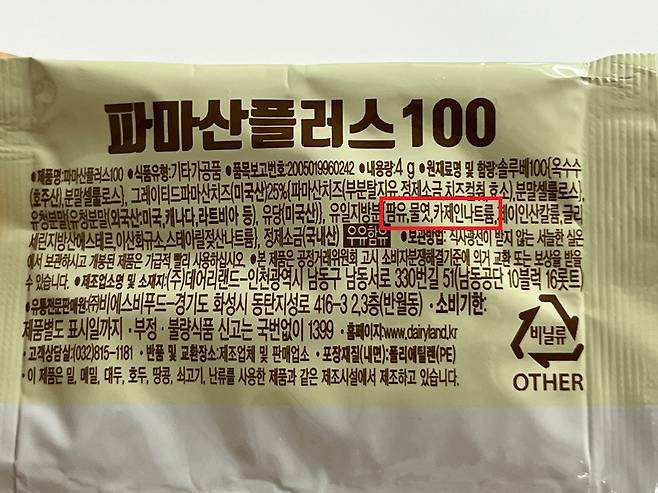 파마산플러스100
•제품명:파마산플러스100 •식품유형:기타가공품 •품목보고번호:2005019960242 •내용량:4 g •원재료명 및 함량:솔루베100{옥수수
(호주산), 분말셀룰로스}, 그레이티드파마산치즈(미국산)25%{파마산치즈(부분탈지유, 정제소금, 치즈컬쳐, 효소), 분말셀룰로스},
유청분말{유청분말(외국산:미국, 캐나다, 라트비아 등), 유당(미국산)}, 유일지방분{팜유,물엿,카제인나트륨,제이인산칼륨, 글리
세린지방산에스테르, 이산화규소, 스테아릴젖산나트륨}, 정제소금(국내산) 우유함유 •보관방법: 직사광선이 받지 않는 서늘한 실온
에서 보관하시고 개봉된 제품은 가급적 빨리 사용하십시오. •본 제품은 공정거래위원회 고시 소비자분쟁해결기준에 의거 교환 또는 보상을 받을
수 있습니다. •제조업소명 및 소재지:(주)데어리랜드-인천광역시 남동구 남동서로 330번길 51(남동공단 10블럭 16롯트)
•유통전문판매원:㈜비에스비푸드-경기도 화성시 동탄지성로 416-3 2,3층(반월동) •소비기한:
제품별도 표시일까지 •부정·불량식품 신고는 국번없이 1399 •홈페이지:www.dairyland.kr
•고객상담실:(032)815-1181 •반품 및 교환장소:제조업체 및 판매업소 •포장재질(내면):폴리에틸렌(PE)
•이 제품은 밀, 메밀, 대두, 호두, 땅콩, 쇠고기, 난류를 사용한 제품과 같은 제조시설에서 제조하고 있습니다.
비닐류
OTHER